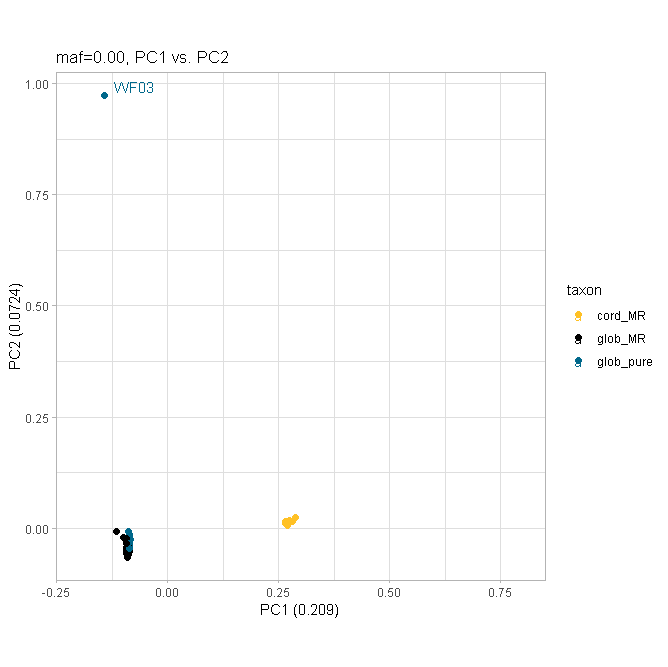 maf=0.00, PC1 vs. PC2
WF03
1.00
0.75
0.50
0.25
0.00
PC2 (0.0724)
-0.25
0.00
0.25
0.50
0.75
PC1 (0.209)
taxon
a cord_MR
a glob_MR
a glob_pure